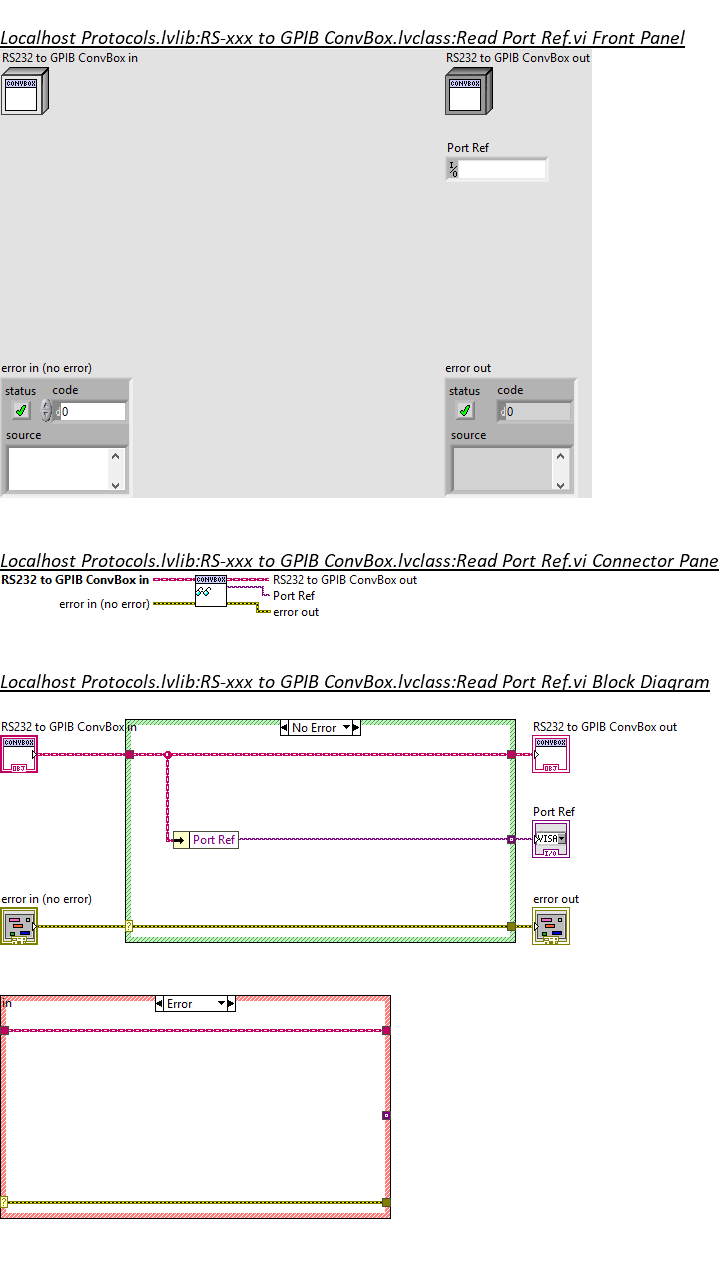 Localhost Protocols.lvlib:RS-xxx to GPIB ConvBox.lvclass:Read Port Ref.vi Front Panel
RS232 to GPIB ConvBox in
RS232 to GPIB ConvBox out
CONVBOX
CONVBOX
Port Ref
I/O
error in (no error)
error out
status code
status code
d 0
d 0
source
source
Localhost Protocols.lvlib:RS-xxx to GPIB ConvBox.lvclass:Read Port Ref.vi Connector Pane
RS232 to GPIB ConvBox in
CONVBOX
RS232 to GPIB ConvBox out
Port Ref
error in (no error)
error out
Localhost Protocols.lvlib:RS-xxx to GPIB ConvBox.lvclass:Read Port Ref.vi Block Diagram
RS232 to GPIB ConvBox in
No Error
RS232 to GPIB ConvBox out
CONVBOX
OBJ
CONVBOX
OBJ
Port Ref
Port Ref
VISA
I/O
error in (no error)
error out
?
in
Error
?